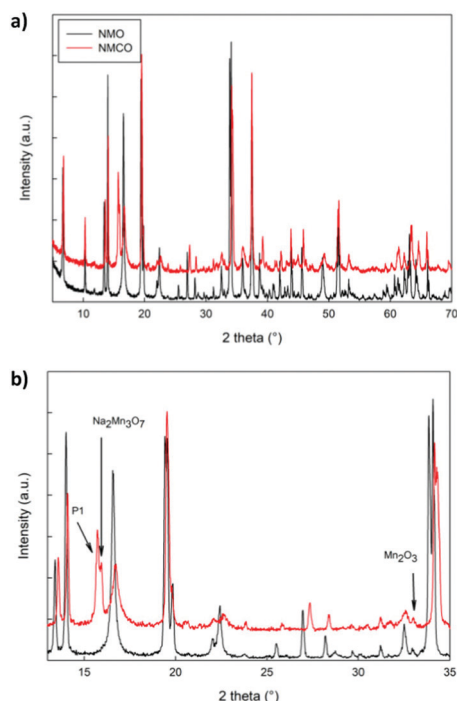 a)
NMO
NMCO
Intensity (a.u.)
10 20 30 40 50 60 70
2 theta (°)
b)
Na₂Mn₃O₇
P1
Mn₂O₃
Intensity (a.u.)
15 20 25 30 35
2 theta (°)